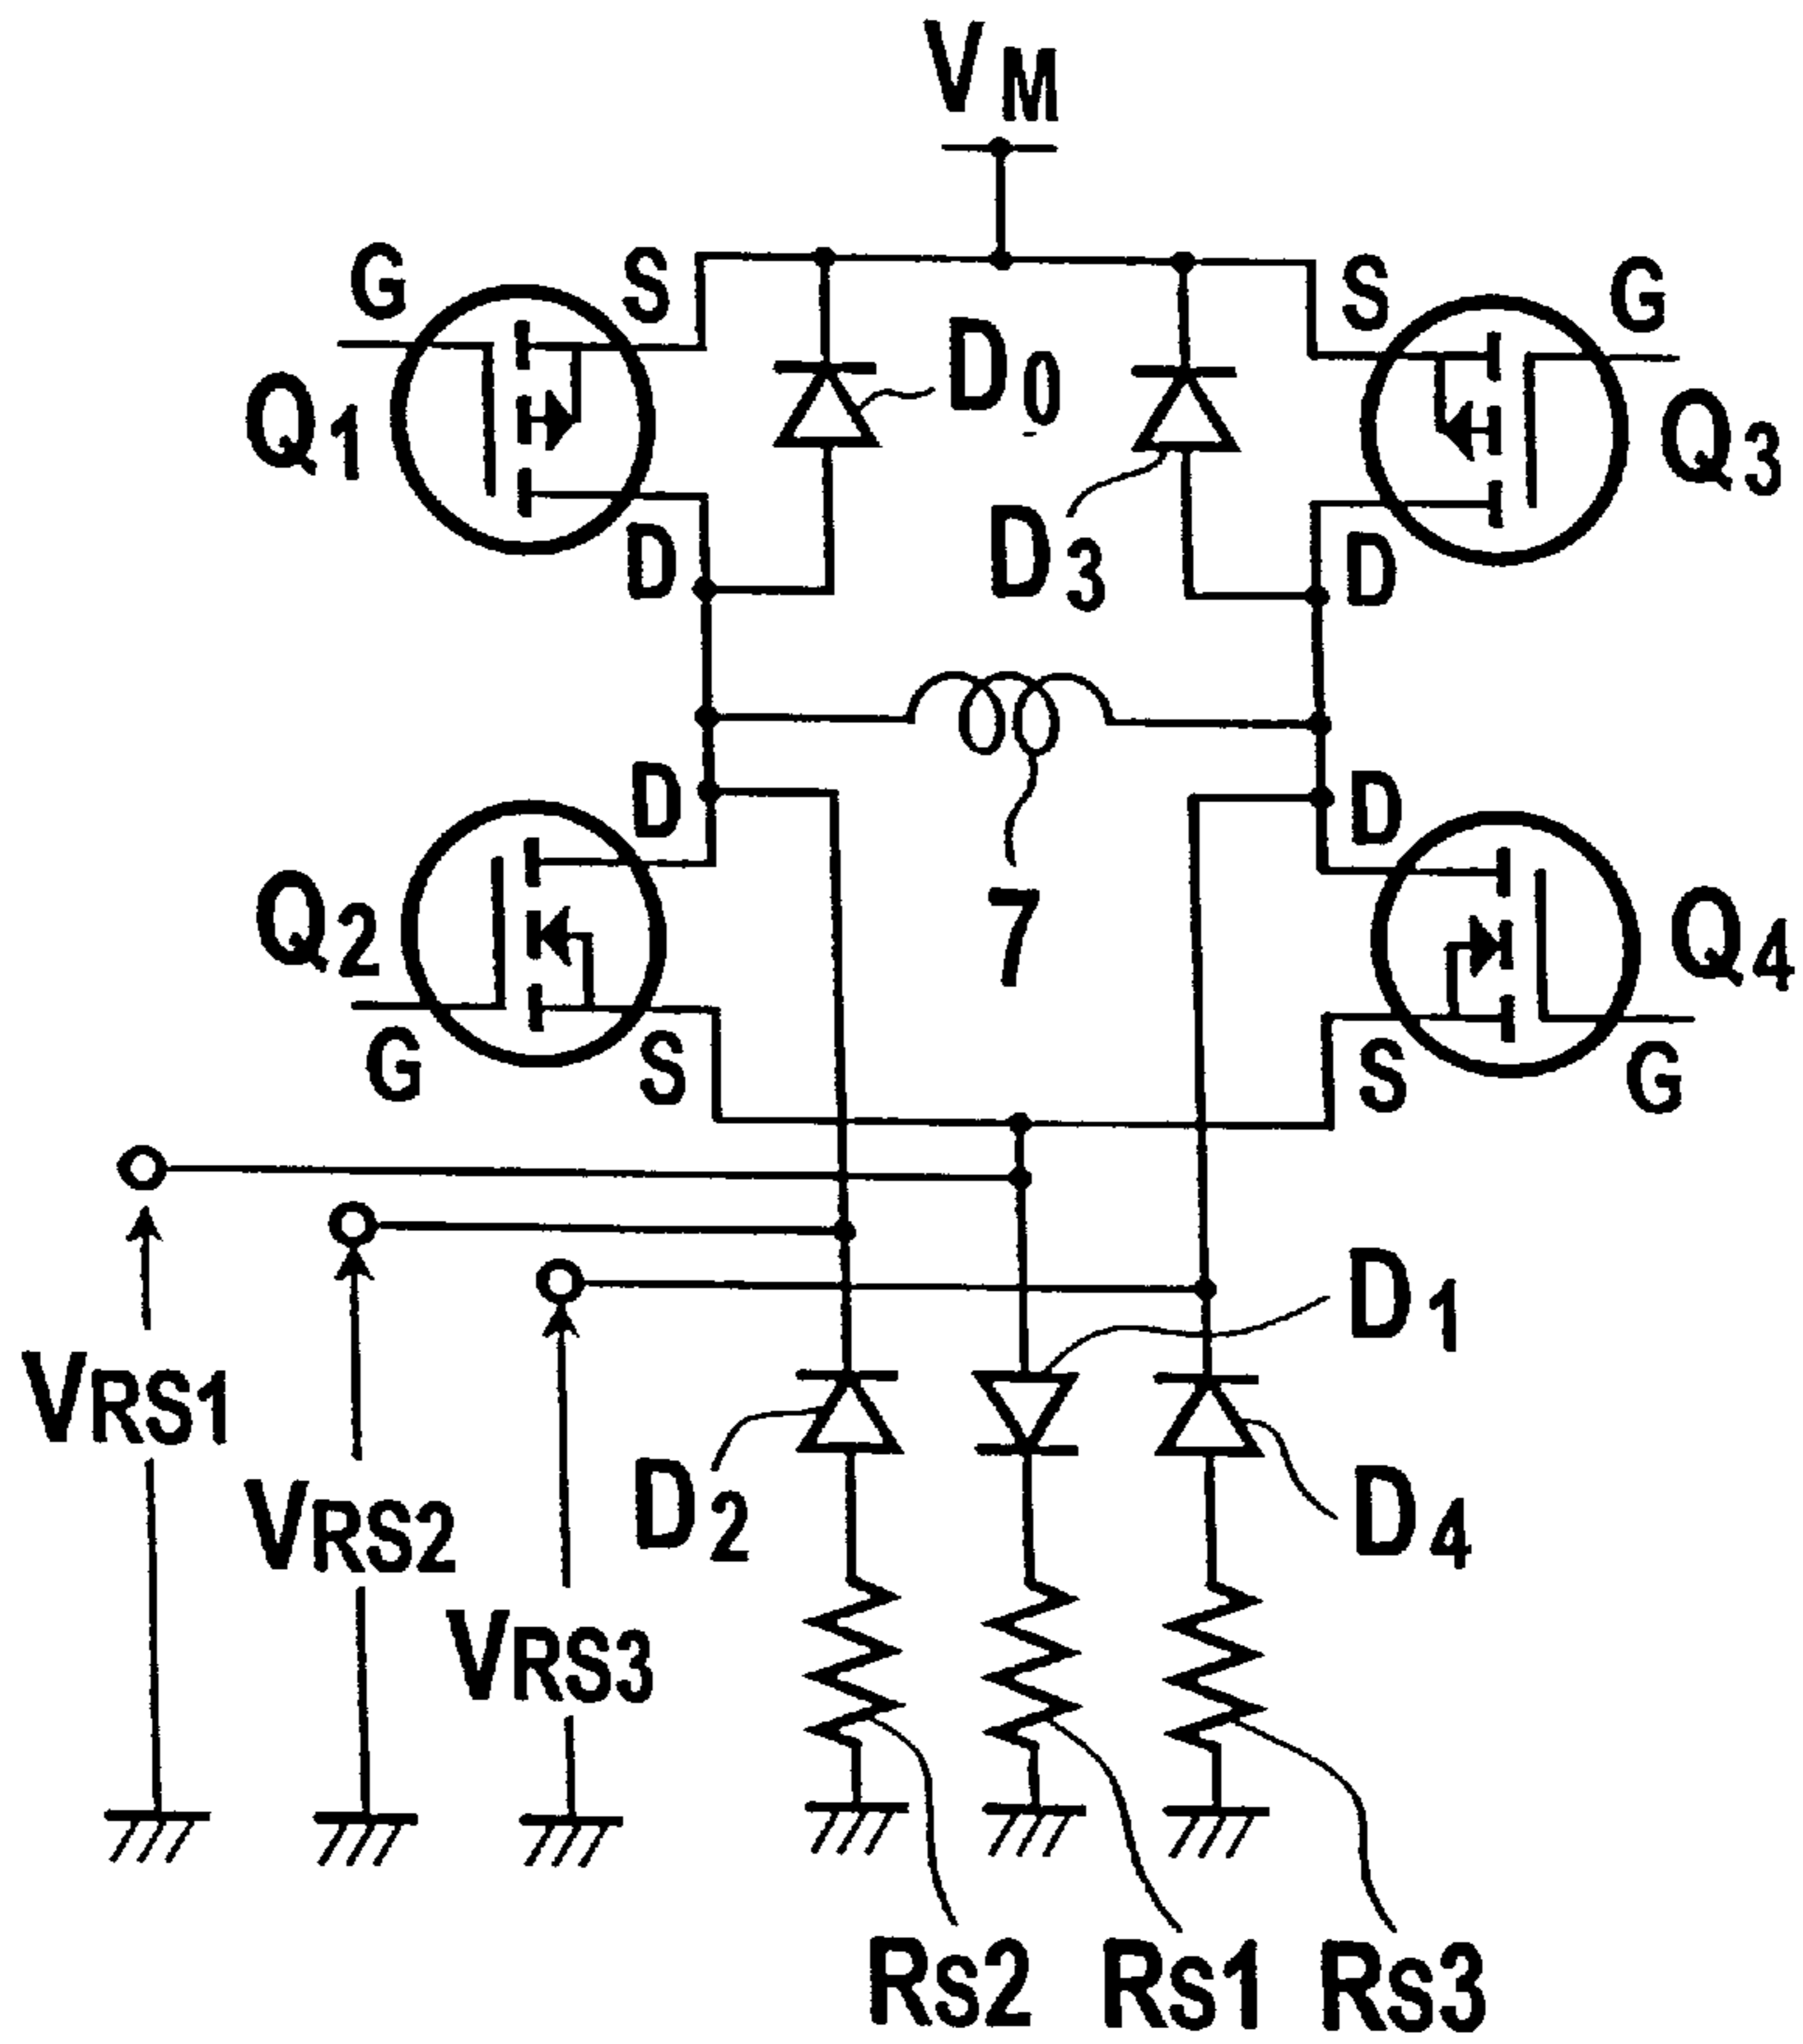 VM
G S S G
Q1 D0 Q3
D D3 D
D D
Q2 7 Q4
G S S G
VRS1 D1
VRS2 D2 D4
VRS3
RS2 RS1 RS3